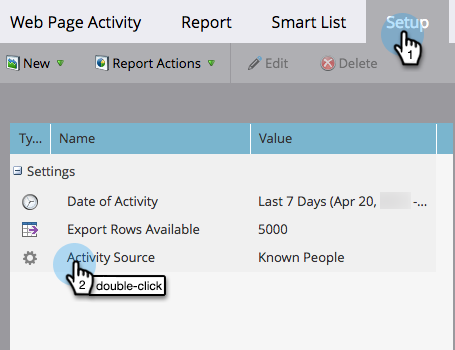 Web Page Activity Report Smart List Setup
1
New Report Actions Edit Delete
Ty... Name Value
Settings
Date of Activity Last 7 Days (Apr 20, -...
Export Rows Available 5000
Activity Source Known People
2 double-click